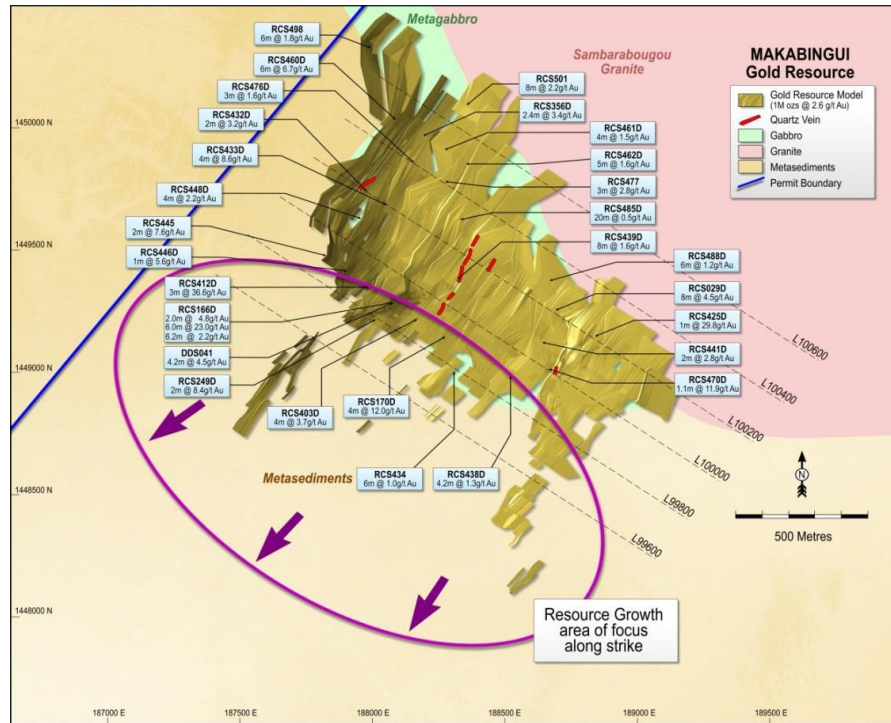 Metagabbro
Sambarabougou
Granite
MAKABINGUI
Gold Resource
Gold Resource Model
(1M ozs @ 2.6 g/t Au)
Quartz Vein
Gabbro
Granite
Metasediments
Permit Boundary
RCS498
6m @ 1.8g/t Au
RCS460D
6m @ 6.7g/t Au
RCS476D
3m @ 1.6g/t Au
RCS432D
2m @ 3.2g/t Au
RCS433D
4m @ 8.6g/t Au
RCS448D
4m @ 2.2g/t Au
RCS445
2m @ 7.6g/t Au
RCS446D
1m @ 5.6g/t Au
RCS412D
3m @ 36.6g/t Au
RCS166D
2.0m @ 4.8g/t Au
6.0m @ 23.0g/t Au
6.2m @ 2.2g/t Au
DDS041
4.2m @ 4.5g/t Au
RCS249D
2m @ 8.4g/t Au
RCS403D
4m @ 3.7g/t Au
RCS170D
4m @ 12.0g/t Au
RCS434
6m @ 1.0g/t Au
RCS438D
4.2m @ 1.3g/t Au
RCS501
8m @ 2.2g/t Au
RCS356D
2.4m @ 3.4g/t Au
RCS461D
4m @ 1.5g/t Au
RCS462D
5m @ 1.6g/t Au
RCS477
3m @ 2.8g/t Au
RCS485D
20m @ 0.5g/t Au
RCS439D
8m @ 1.6g/t Au
RCS488D
6m @ 1.2g/t Au
RCS029D
8m @ 4.5g/t Au
RCS425D
1m @ 29.8g/t Au
RCS441D
2m @ 2.8g/t Au
RCS470D
1.1m @ 11.9g/t Au
L100600
L100400
L100200
L100000
L99800
L99600
Metasediments
N
500 Metres
Resource Growth
area of focus
along strike
1450000 N
1449500 N
1449000 N
1448500 N
1448000 N
187000 E
187500 E
188000 E
188500 E
189000 E
189500 E